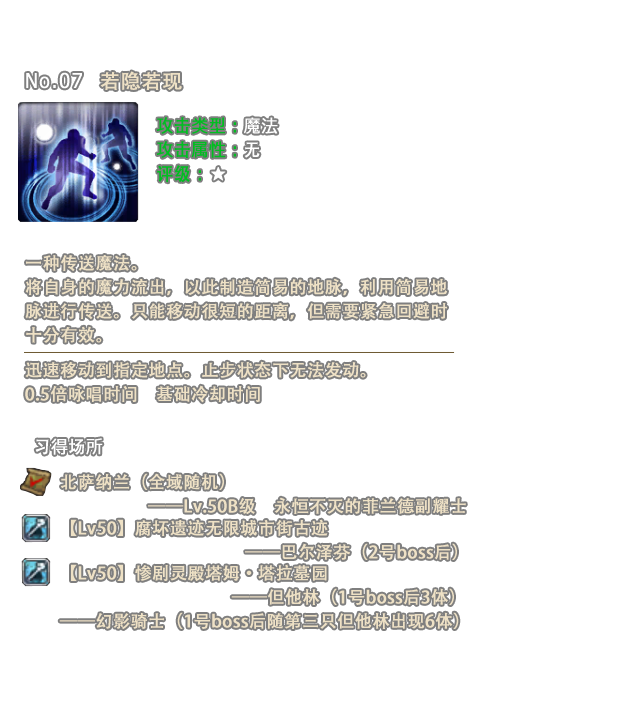 No.07 若隐若现
攻击类型：魔法
攻击属性：无
评级：☆
一种传送魔法。
将自身的魔力流出，以此制造简易的地脉，利用简易地
脉进行传送。只能移动很短的距离，但需要紧急回避时
十分有效。
迅速移动到指定地点。止步状态下无法发动。
0.5倍咏唱时间 基础冷却时间
习得场所
北萨纳兰（全域随机）
——Lv.50B级 永恒不灭的菲兰德副耀士
【Lv50】腐坏遗迹无限城市街古迹
——巴尔泽芬（2号boss后）
【Lv50】惨剧灵殿塔姆·塔拉墓园
——但他林（1号boss后3体）
——幻影骑士（1号boss后随第三只但他林出现6体）